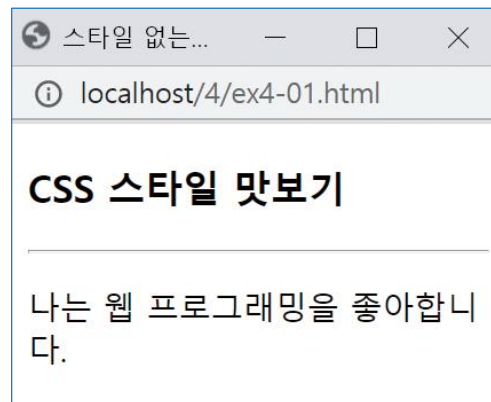 스타일 없는...
localhost/4/ex4-01.html
CSS 스타일 맛보기
나는 웹 프로그래밍을 좋아합니
다.